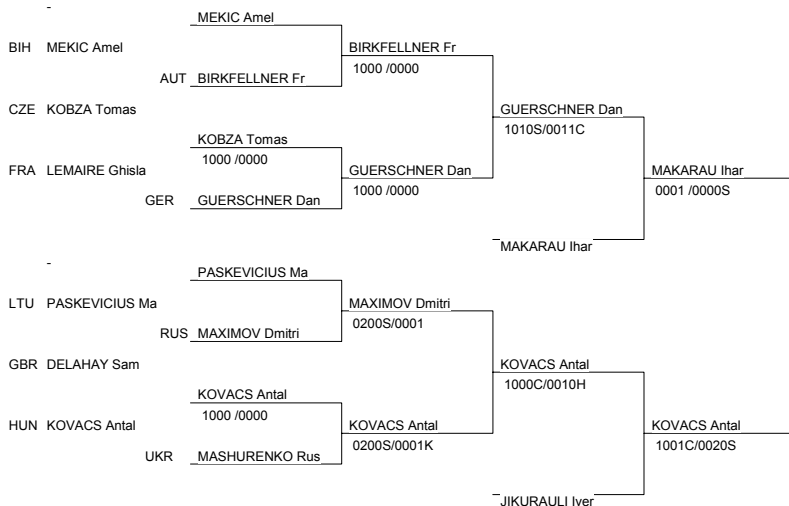 -
MEKIC Amel
BIH MEKIC Amel
BIRKFELLNER Fr
1000 /0000
AUT BIRKFELLNER Fr
CZE KOBZA Tomas
GUERSCHNER Dan
1010S/0011C
KOBZA Tomas
1000 /0000
FRA LEMAIRE Ghisla
GUERSCHNER Dan
1000 /0000
MAKARAU Ihar
0001 /0000S
GER GUERSCHNER Dan
MAKARAU Ihar
-
PASKEVICIUS Ma
LTU PASKEVICIUS Ma
MAXIMOV Dmitri
0200S/0001
RUS MAXIMOV Dmitri
GBR DELAHAY Sam
KOVACS Antal
1000C/0010H
KOVACS Antal
1000 /0000
HUN KOVACS Antal
KOVACS Antal
0200S/0001K
KOVACS Antal
1001C/0020S
UKR MASHURENKO Rus
JIKURAULI Iver